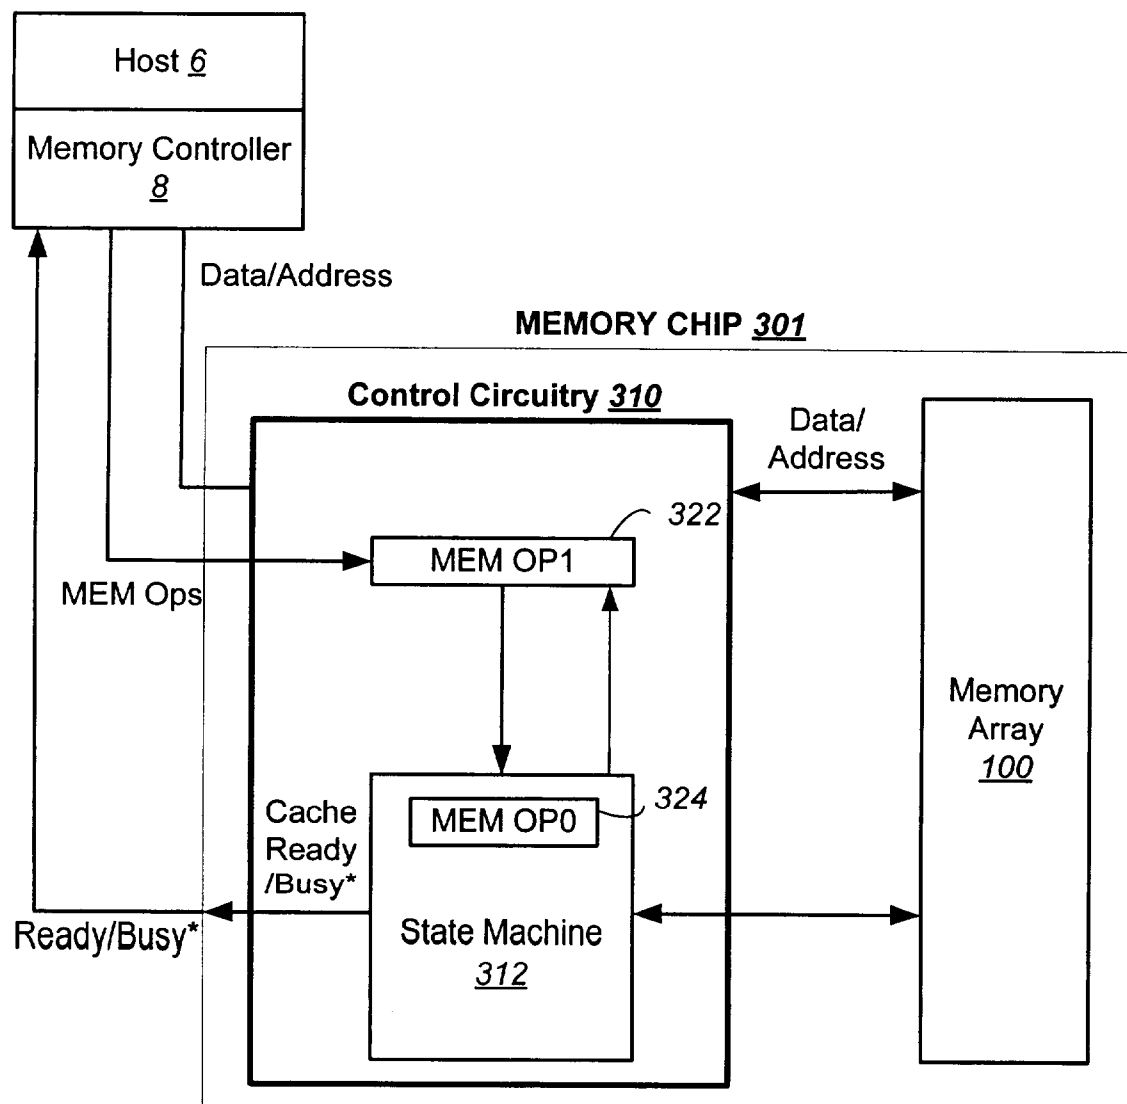 Host 6
Memory Controller
8
Data/Address
MEMORY CHIP 301
Control Circuitry 310
Data/
Address
322
MEM OP1
MEM Ops
Memory
Array
100
324
MEM OP0
Cache
Ready
/Busy*
Ready/Busy*
State Machine
312